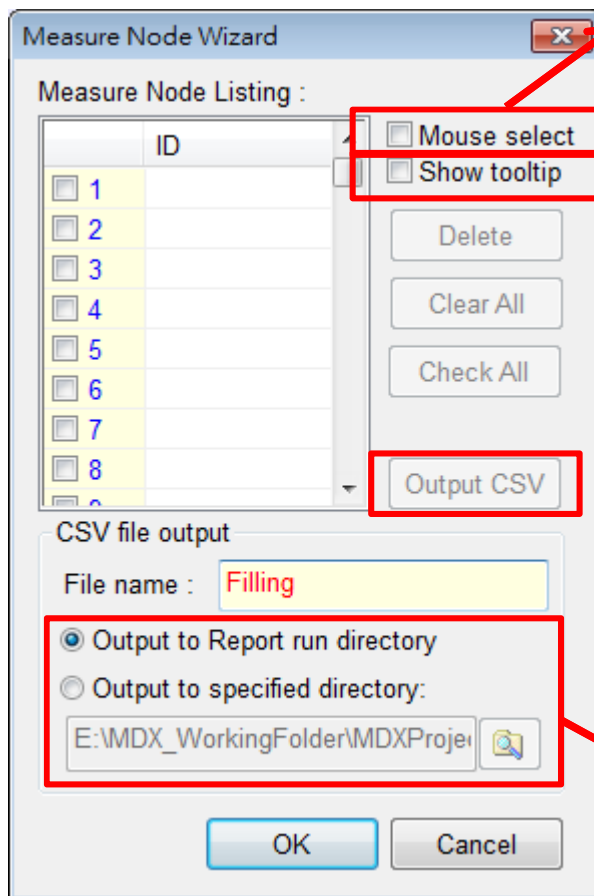 Measure Node Wizard
Measure Node Listing :
ID
Mouse select
Show tooltip
1
2
3
4
5
6
7
8
Delete
Clear All
Check All
Output CSV
CSV file output
File name :
Filling
Output to Report run directory
Output to specified directory:
E:\MDX_WorkingFolder\MDXProje
OK
Cancel